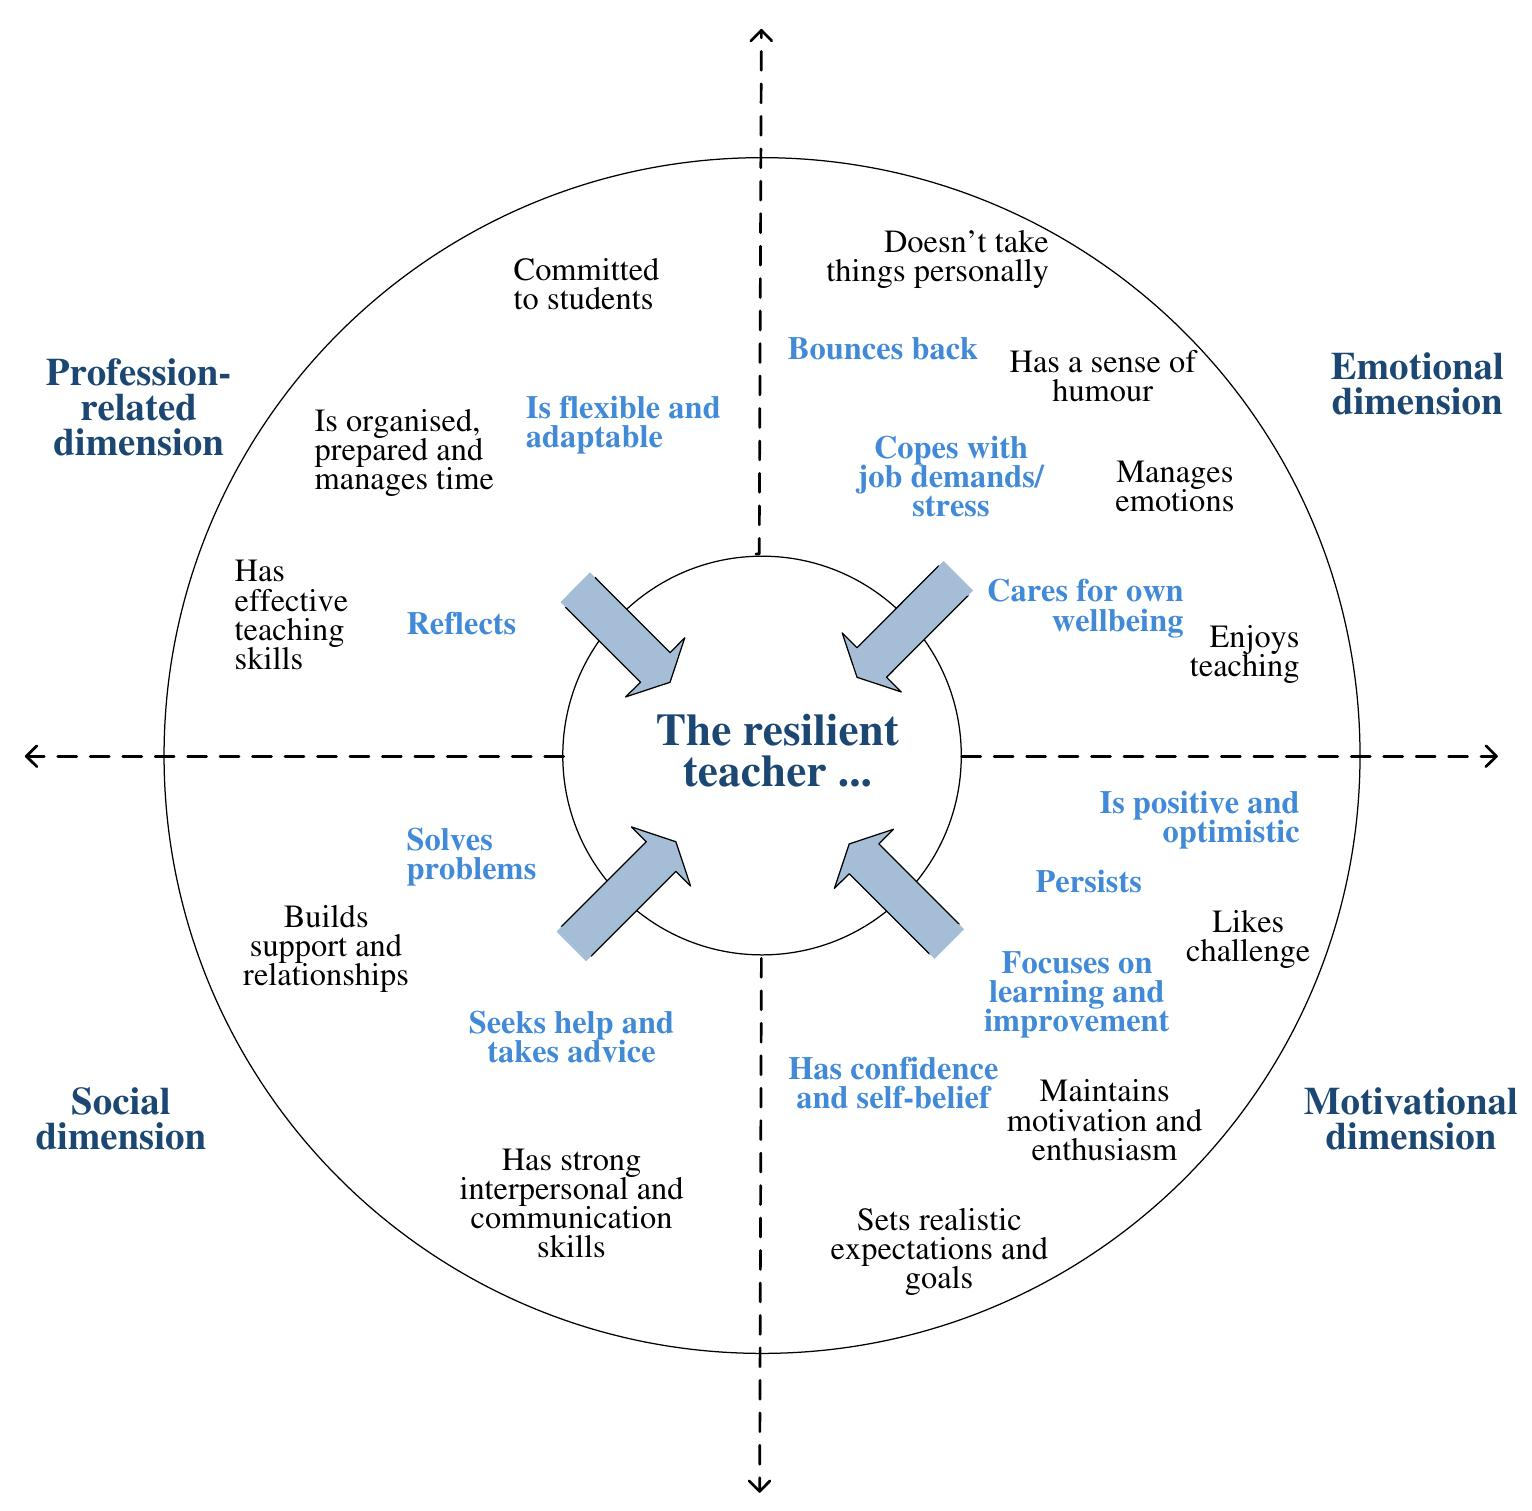 Profession-
related
dimension
Committed
to students
Is organised,
prepared and
manages time
Is flexible and
adaptable
Has
effective
teaching
skills
Reflects
Emotional
dimension
Doesn’t take
things personally
Bounces back
Has a sense of
humour
Copes with
job demands/
stress
Manages
emotions
Cares for own
wellbeing
Enjoys
teaching
The resilient
teacher ...
Social
dimension
Solves
problems
Builds
support and
relationships
Seeks help and
takes advice
Has strong
interpersonal and
communication
skills
Motivational
dimension
Is positive and
optimistic
Persists
Likes
challenge
Focuses on
learning and
improvement
Has confidence
and self-belief
Maintains
motivation and
enthusiasm
Sets realistic
expectations and
goals